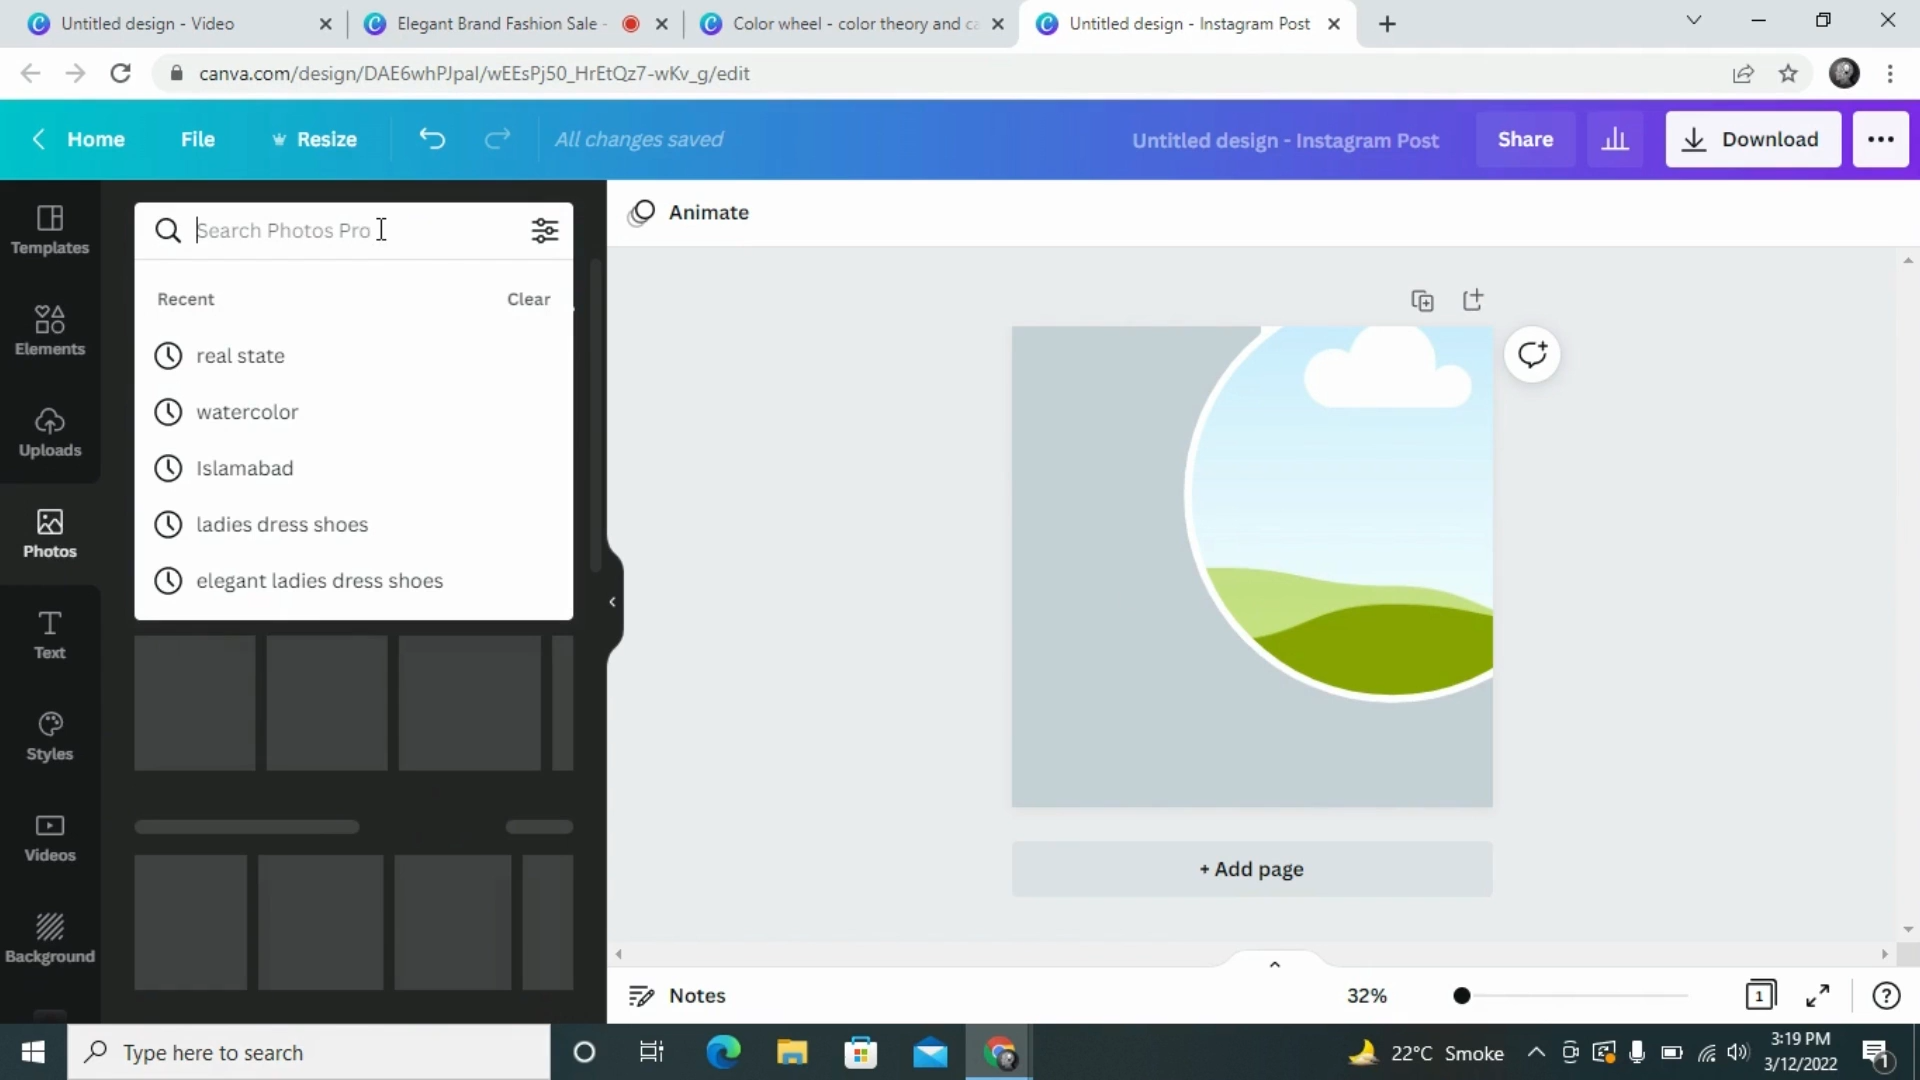 Untitled design - Video
Elegant Brand Fashion Sale -
Color wheel - color theory and ca
Untitled design - Instagram Post
canva.com/design/DAE6whPJpaI/wEEsPj50_HrEtQz7-wKv_g/edit
Home
File
Resize
All changes saved
Untitled design - Instagram Post
Share
Download
Templates
Elements
Uploads
Photos
Text
Styles
Videos
Background
Search Photos Pro
Recent
Clear
real state
watercolor
Islamabad
ladies dress shoes
elegant ladies dress shoes
Animate
+ Add page
Notes
32%
1
Type here to search
22°C Smoke
3:19 PM
3/12/2022
1